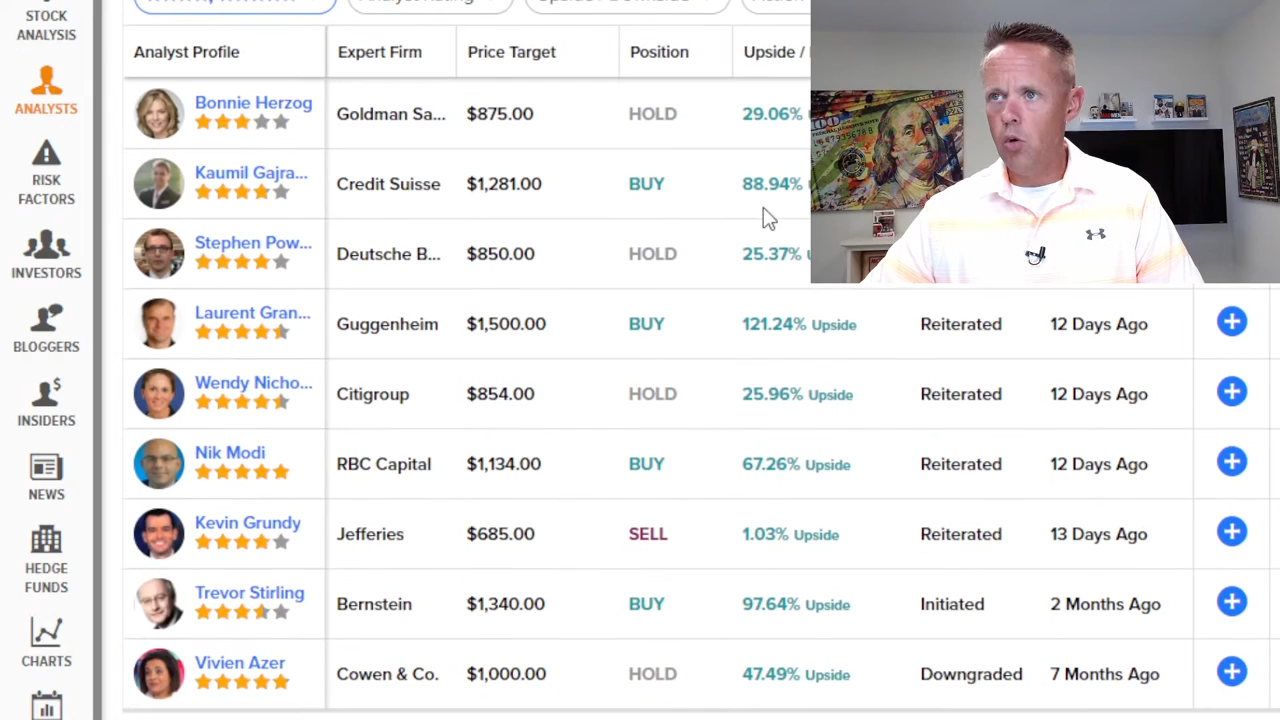 STOCK
ANALYSIS
ANALYSTS
RISK
FACTORS
INVESTORS
BLOGGERS
INSIDERS
NEWS
HEDGE
FUNDS
CHARTS
Analyst Profile Expert Firm Price Target Position Upside /
Bonnie Herzog Goldman Sa... $875.00 HOLD 29.06%
Kaumil Gajra... Credit Suisse $1,281.00 BUY 88.94%
Stephen Pow... Deutsche B... $850.00 HOLD 25.37%
Laurent Gran... Guggenheim $1,500.00 BUY 121.24% Upside Reiterated 12 Days Ago
Wendy Nicho... Citigroup $854.00 HOLD 25.96% Upside Reiterated 12 Days Ago
Nik Modi RBC Capital $1,134.00 BUY 67.26% Upside Reiterated 12 Days Ago
Kevin Grundy Jefferies $685.00 SELL 1.03% Upside Reiterated 13 Days Ago
Trevor Stirling Bernstein $1,340.00 BUY 97.64% Upside Initiated 2 Months Ago
Vivien Azer Cowen & Co. $1,000.00 HOLD 47.49% Upside Downgraded 7 Months Ago
100